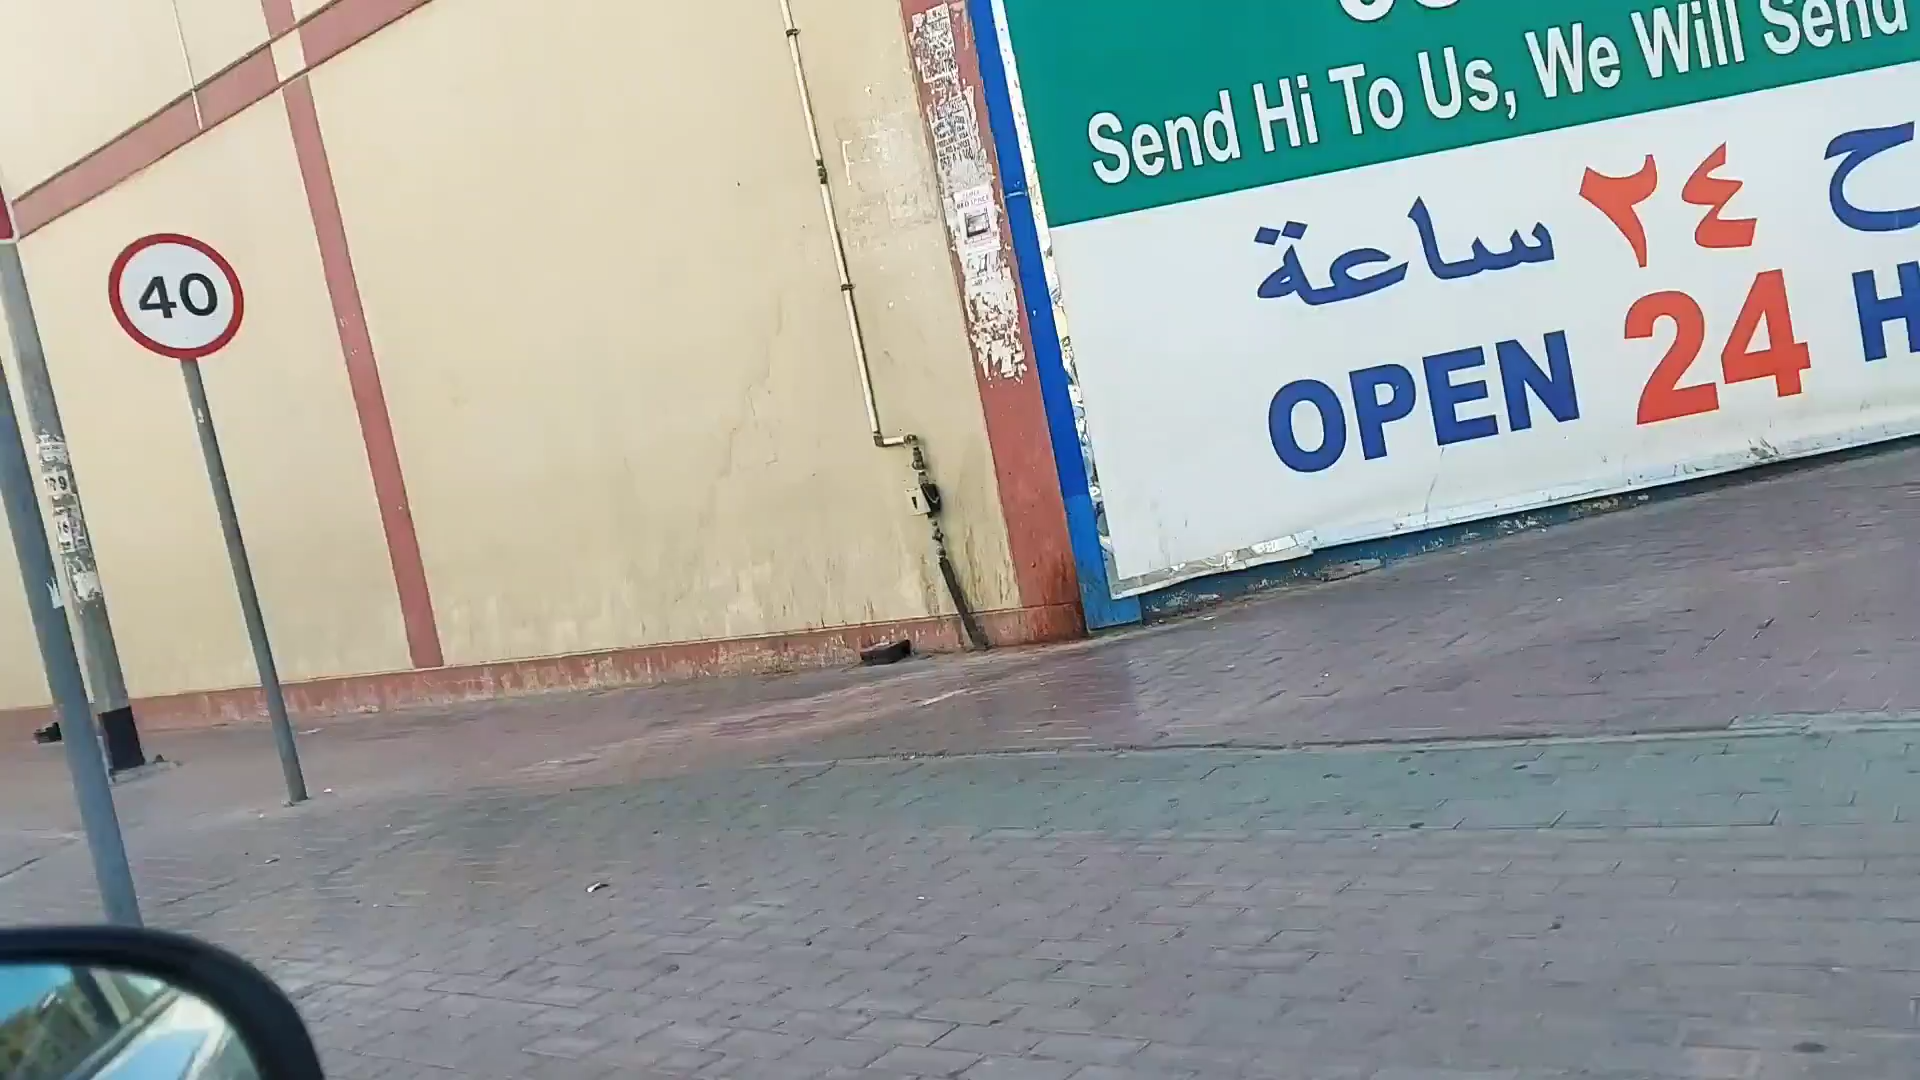 Send Hi To Us, We Will Send
٢٤ ساعة
OPEN 24 H
40